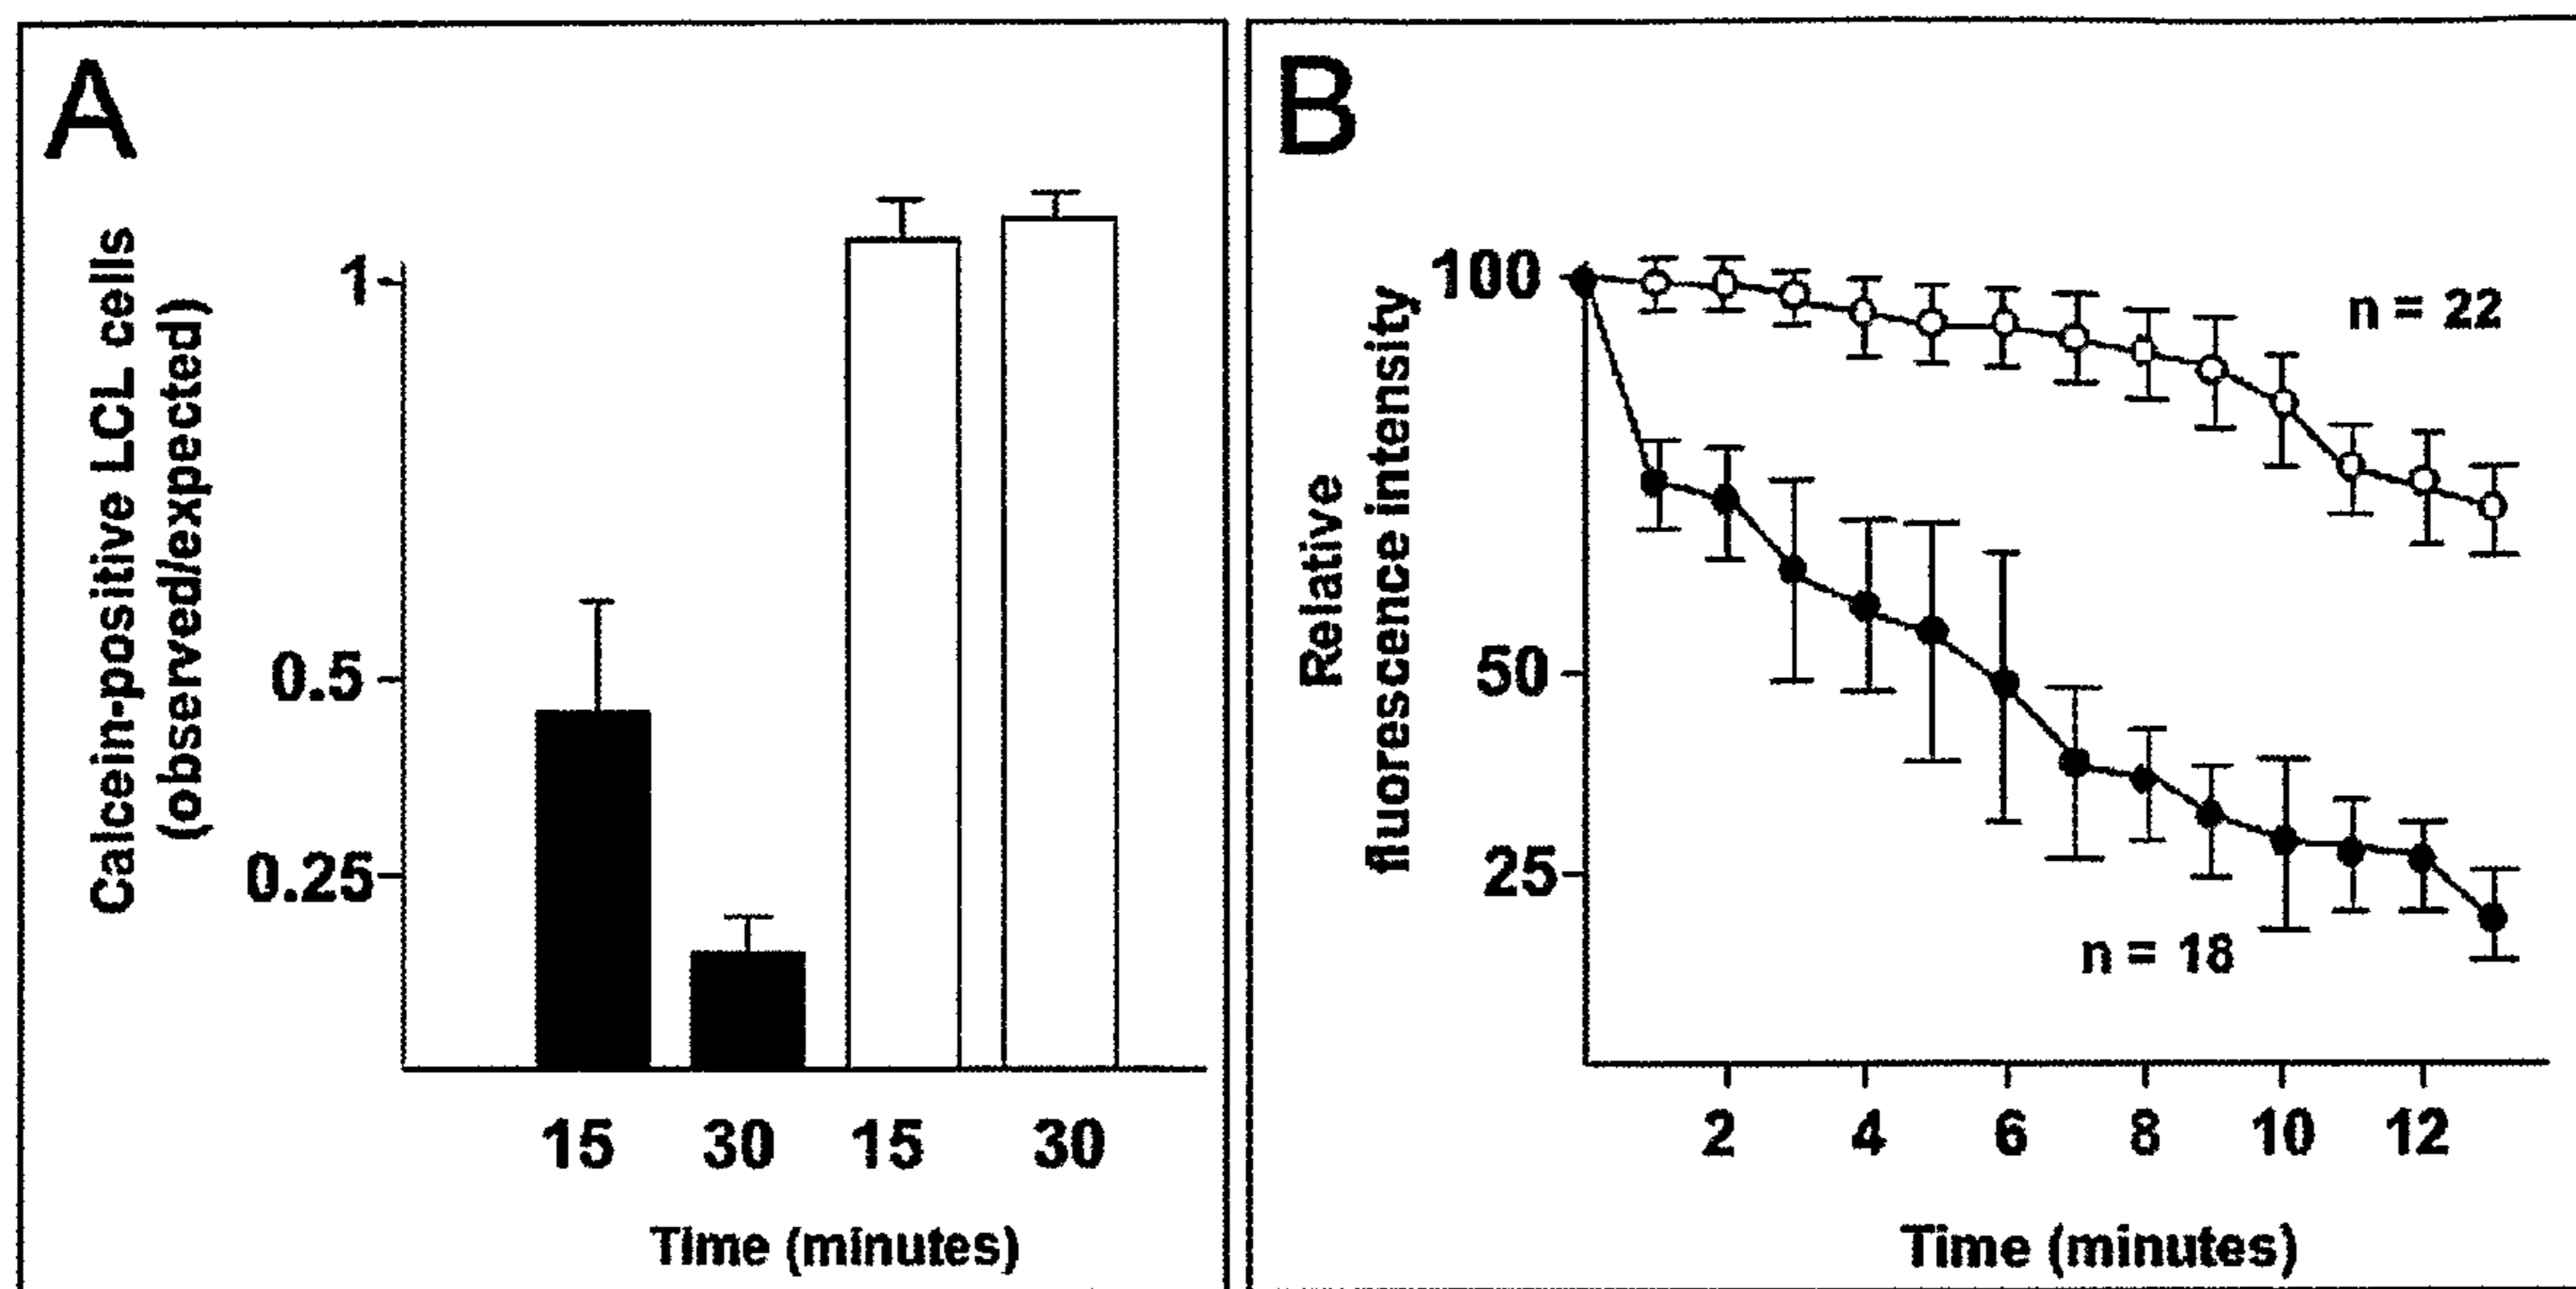 A
Calcein-positive LCL cells
(observed/expected)
1
0.5
0.25
15 30 15 30
Time (minutes)
B
Relative
fluorescence intensity
100
50
25
n = 22
n = 18
2 4 6 8 10 12
Time (minutes)